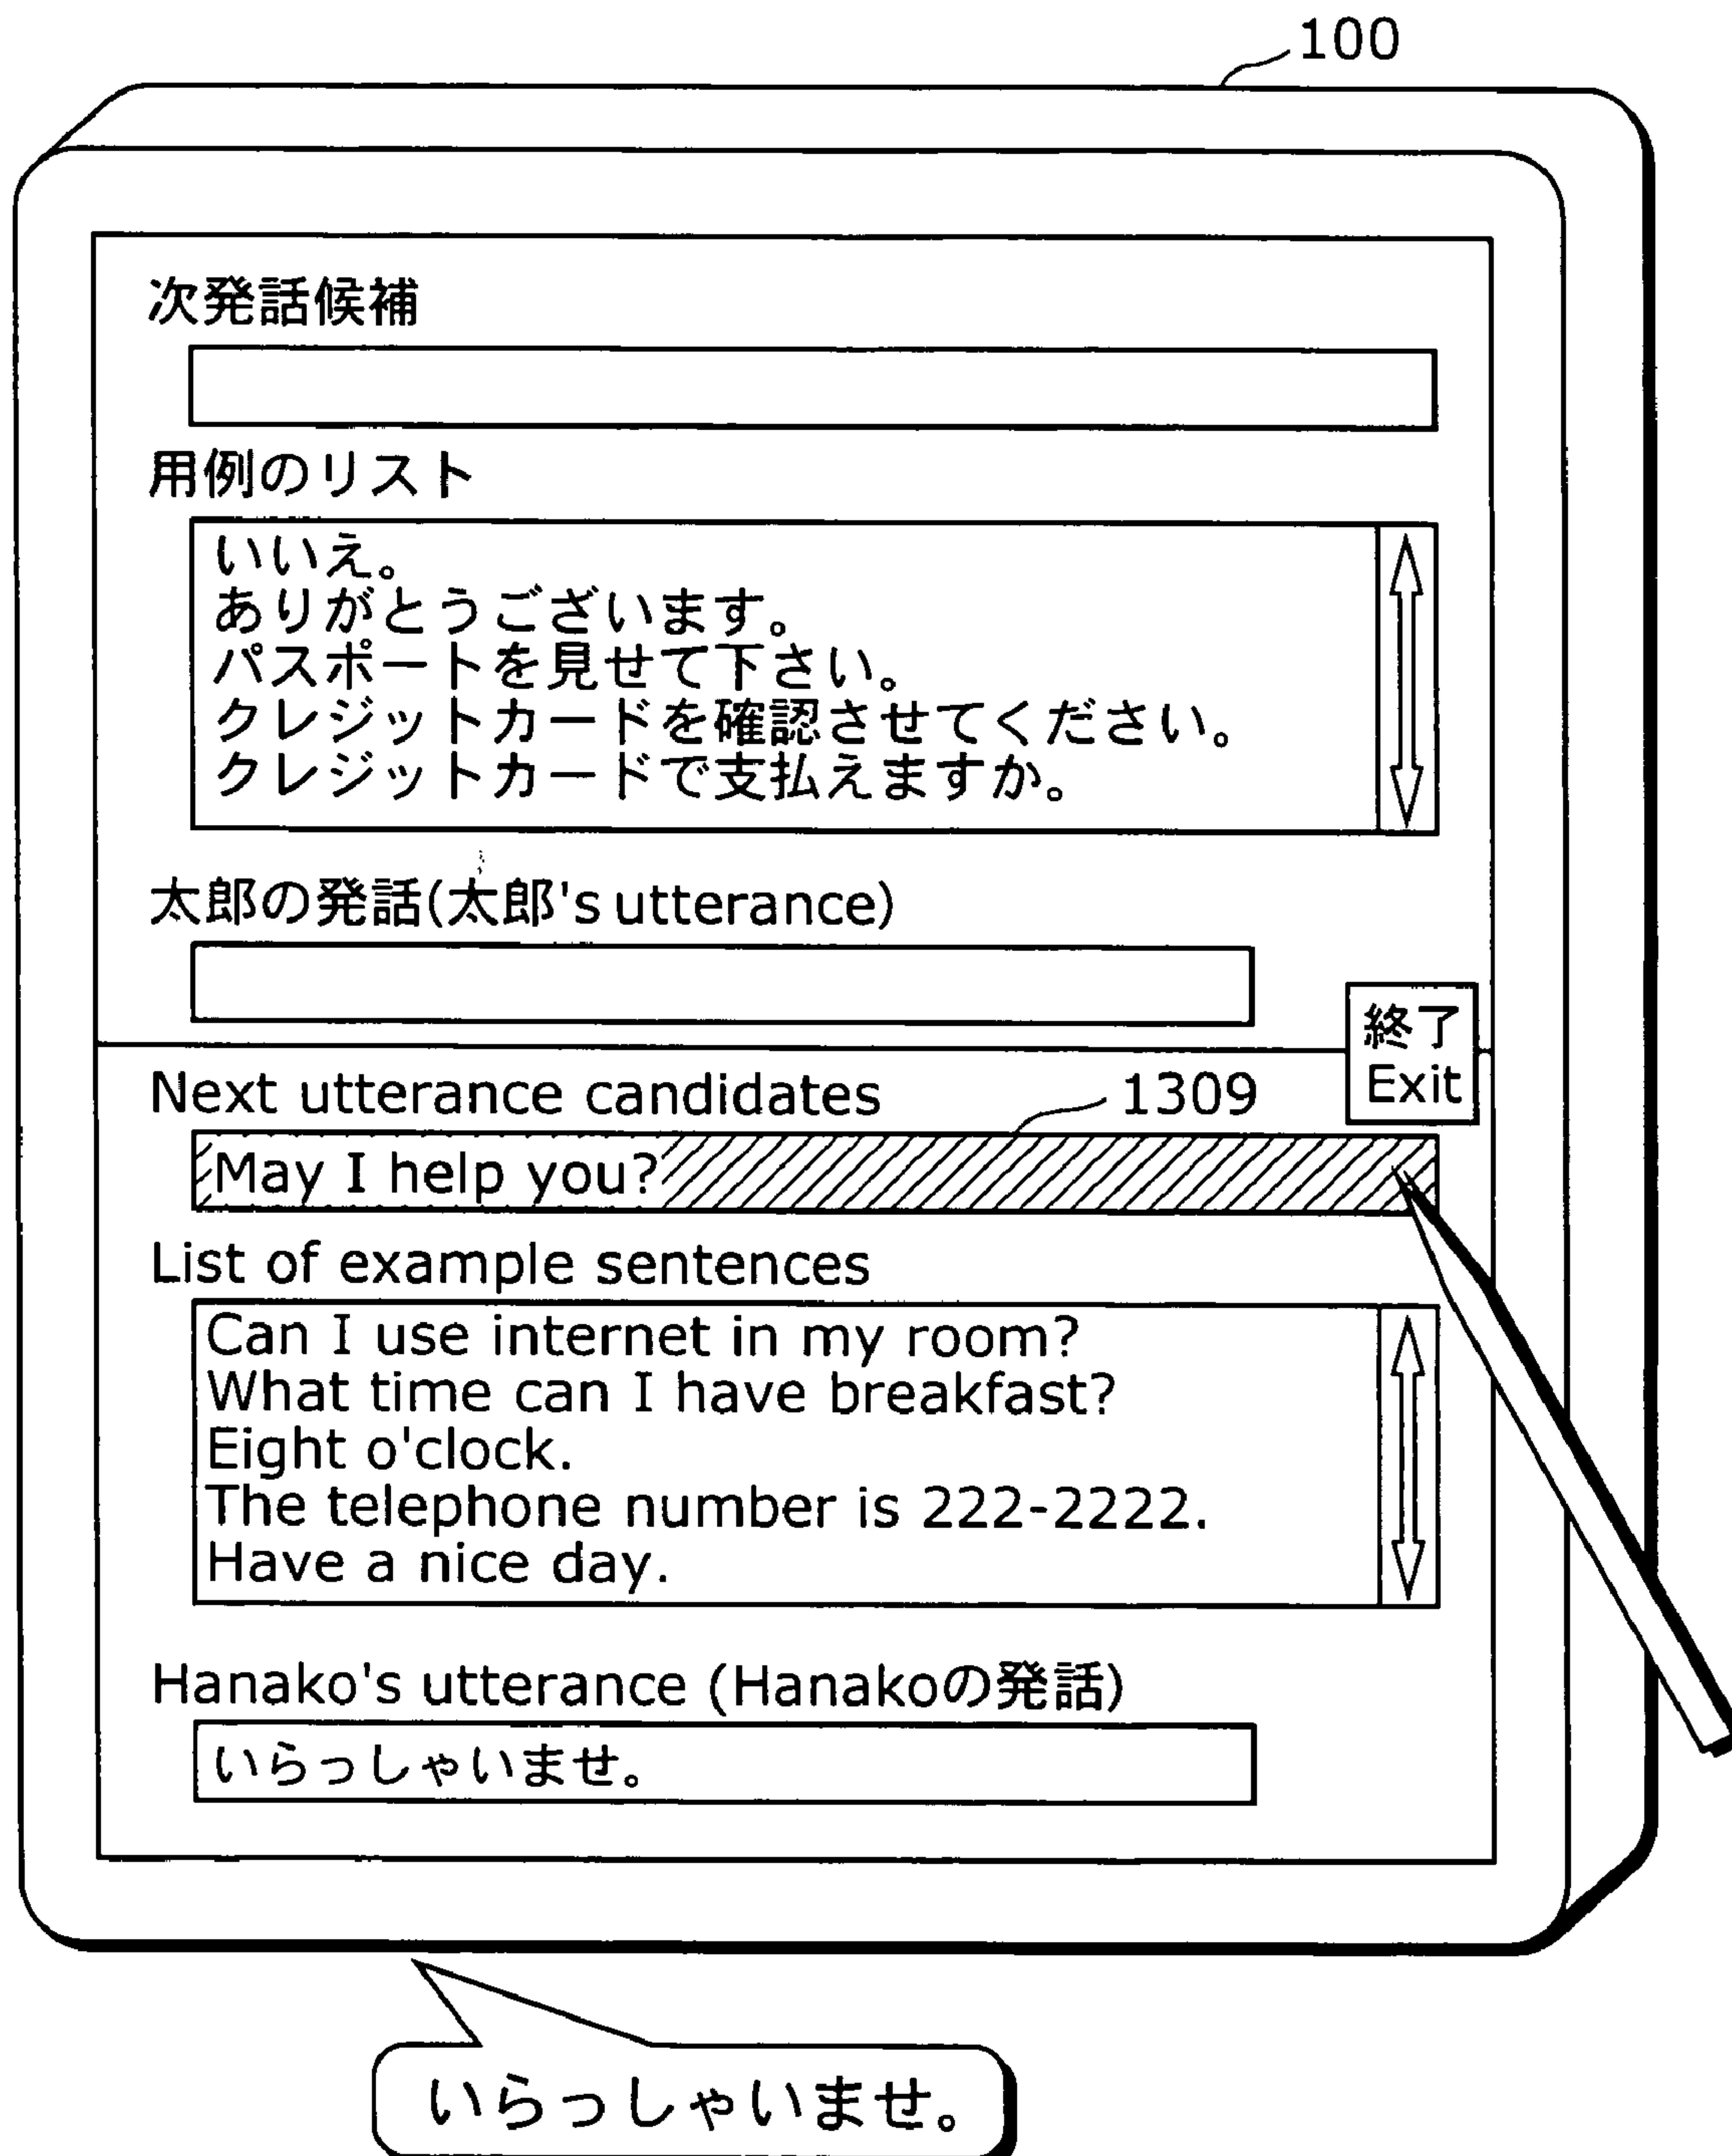 100
次発話候補
用例のリスト
いいえ。
ありがとうございます。
パスポートを見せて下さい。
クレジットカードを確認させてください。
クレジットカードで支払えますか。
太郎の発話(太郎's utterance)
終了
Exit
Next utterance candidates
1309
May I help you?
List of example sentences
Can I use internet in my room?
What time can I have breakfast?
Eight o'clock.
The telephone number is 222-2222.
Have a nice day.
Hanako's utterance (Hanakoの発話)
いらっしゃいませ。
いらっしゃいませ。